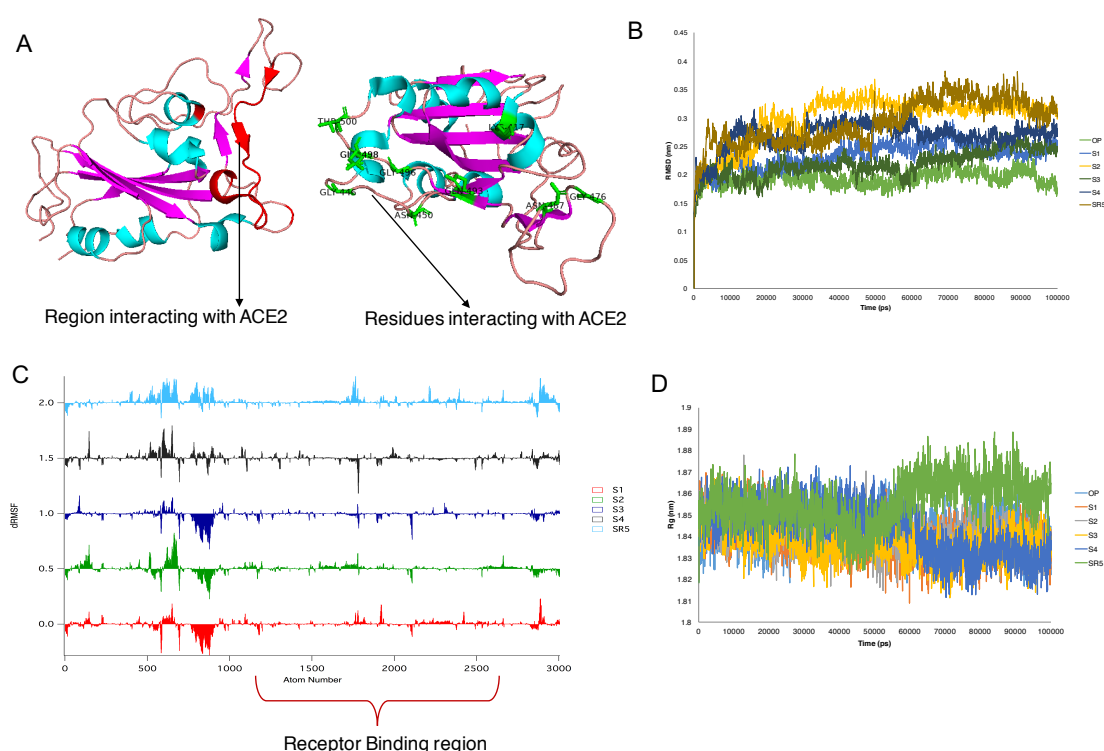 A
THR-500
GLY-498
GLY-496
GLY-446
ASN-450
ASN-487
GLY-476
Region interacting with ACE2
Residues interacting with ACE2
B
0.45
0.4
0.35
0.3
0.25
0.2
0.15
0.1
0.05
0
RMSD (nm)
0 10000 20000 30000 40000 50000 60000 70000 80000 90000 100000
Time (ps)
OP
S1
S2
S3
S4
SR5
C
2.0
1.5
1.0
0.5
0.0
dRMSF
0 500 1000 1500 2000 2500 3000
Atom Number
S1
S2
S3
S4
SR5
Receptor Binding region
D
1.9
1.88
1.87
1.86
1.84
1.83
1.82
1.81
1.8
Rg(nm)
0 10000 20000 30000 40000 50000 60000 70000 80000 90000 100000
Time (ps)
OP
S1
S2
S3
S4
SR5